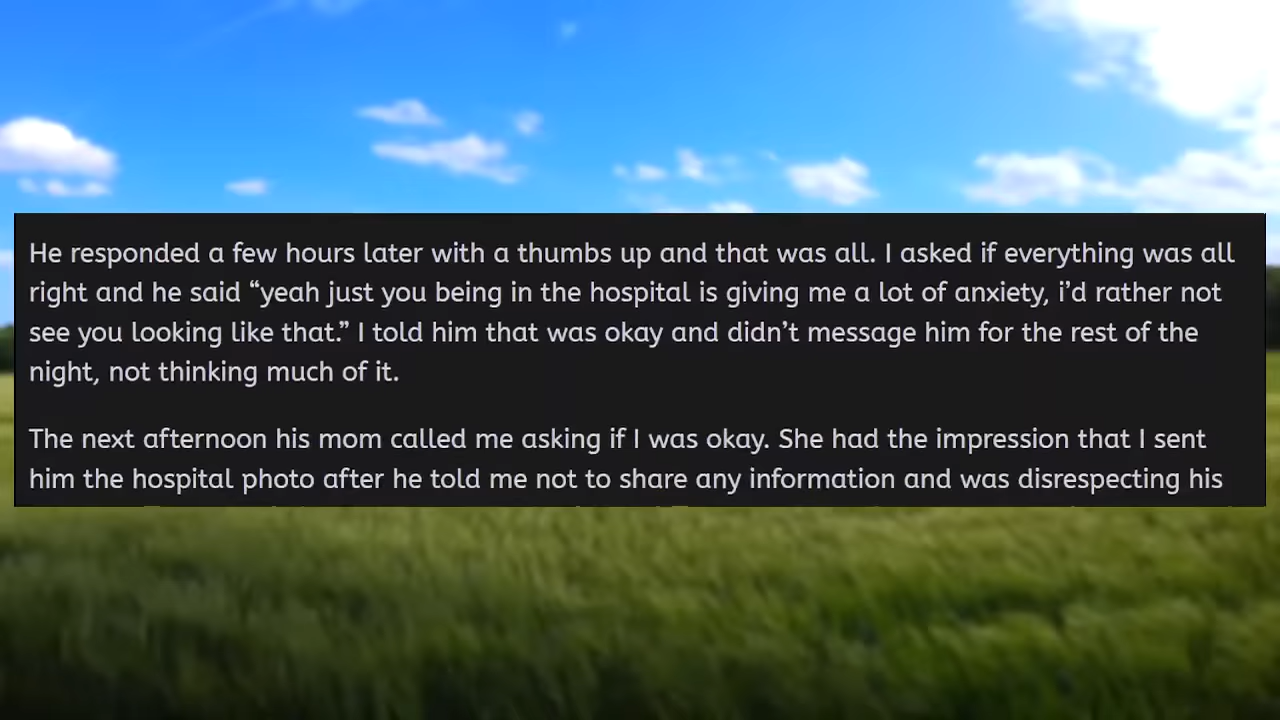 He responded a few hours later with a thumbs up and that was all. I asked if everything was all
right and he said “yeah just you being in the hospital is giving me a lot of anxiety, i’d rather not
see you looking like that.” I told him that was okay and didn’t message him for the rest of the
night, not thinking much of it.
The next afternoon his mom called me asking if I was okay. She had the impression that I sent
him the hospital photo after he told me not to share any information and was disrespecting his